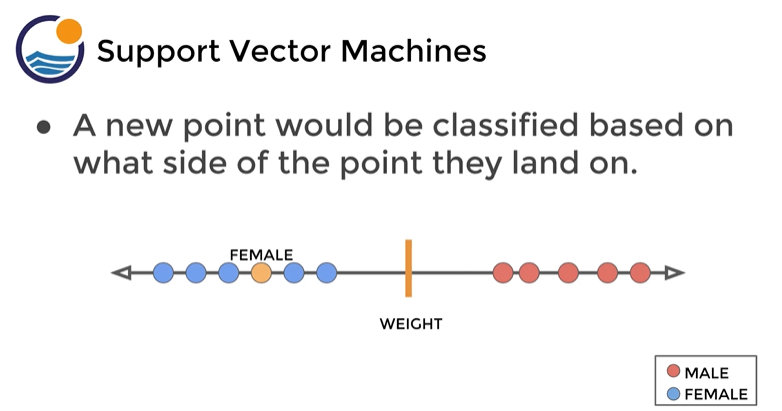 Support Vector Machines
● A new point would be classified based on
what side of the point they land on.
FEMALE
WEIGHT
MALE
FEMALE